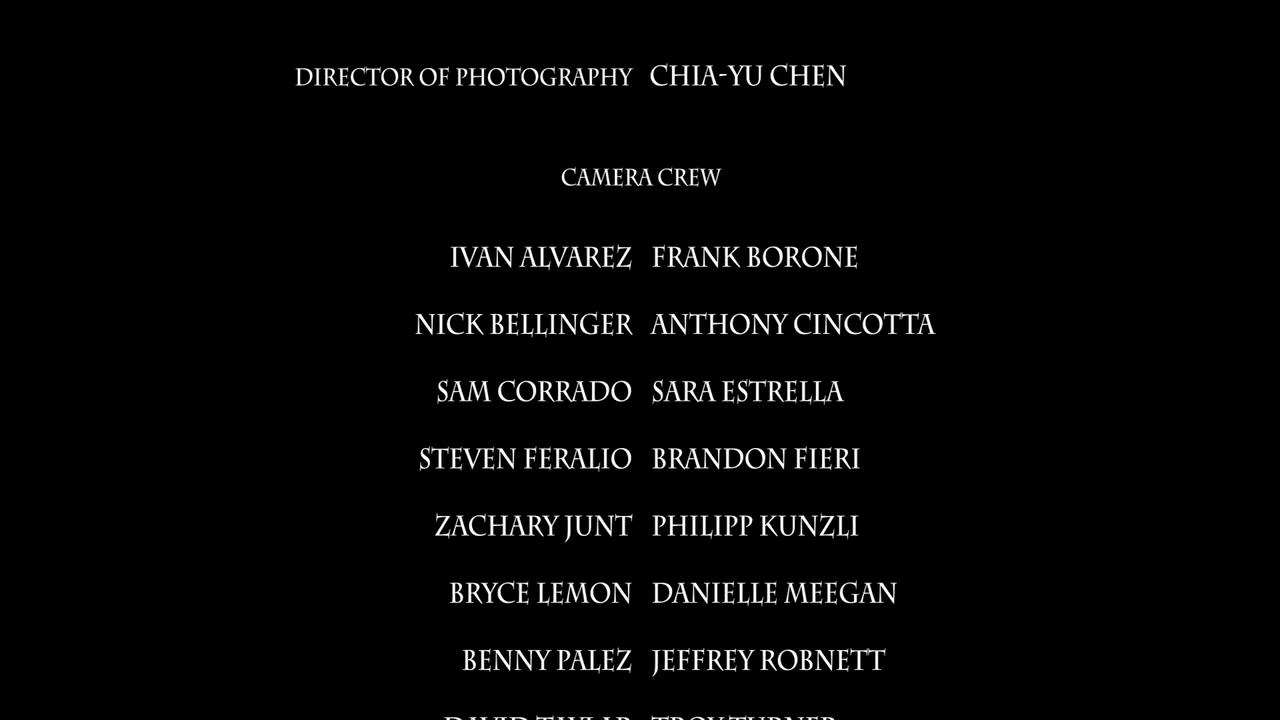 DIRECTOR OF PHOTOGRAPHY CHIA-YU CHEN
CAMERA CREW
IVAN ALVAREZ FRANK BORONE
NICK BELLINGER ANTHONY CINCOTTA
SAM CORRADO SARA ESTRELLA
STEVEN FERALIO BRANDON FIERI
ZACHARY JUNT PHILIPP KUNZLI
BRYCE LEMON DANIELLE MEEGAN
BENNY PALEZ JEFFREY ROBNETT